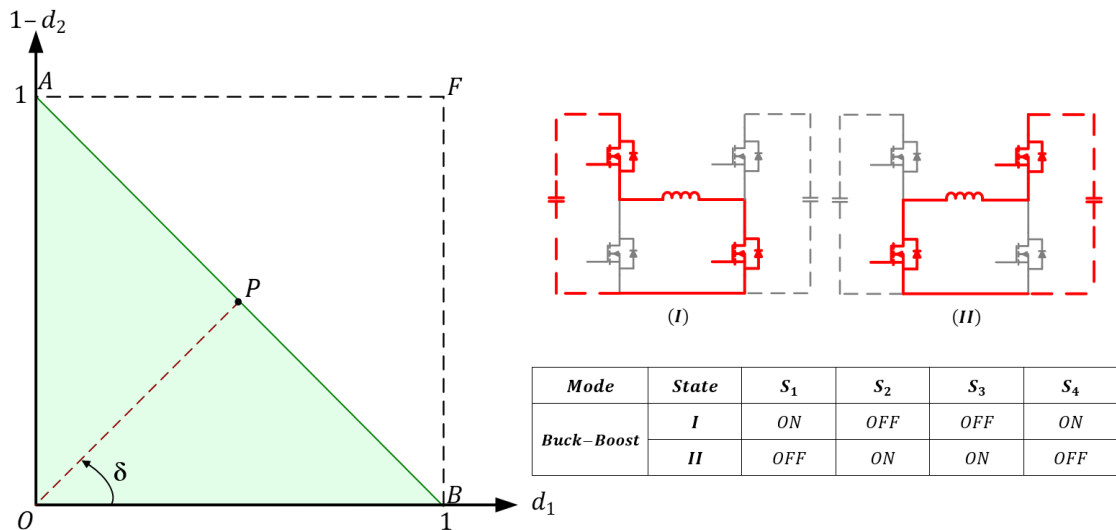 1– d₂
A
1
F
P
δ
O
B
1
d₁
(I)
(II)
Mode State S₁ S₂ S₃ S₄
Buck–Boost I ON OFF OFF ON
II OFF ON ON OFF